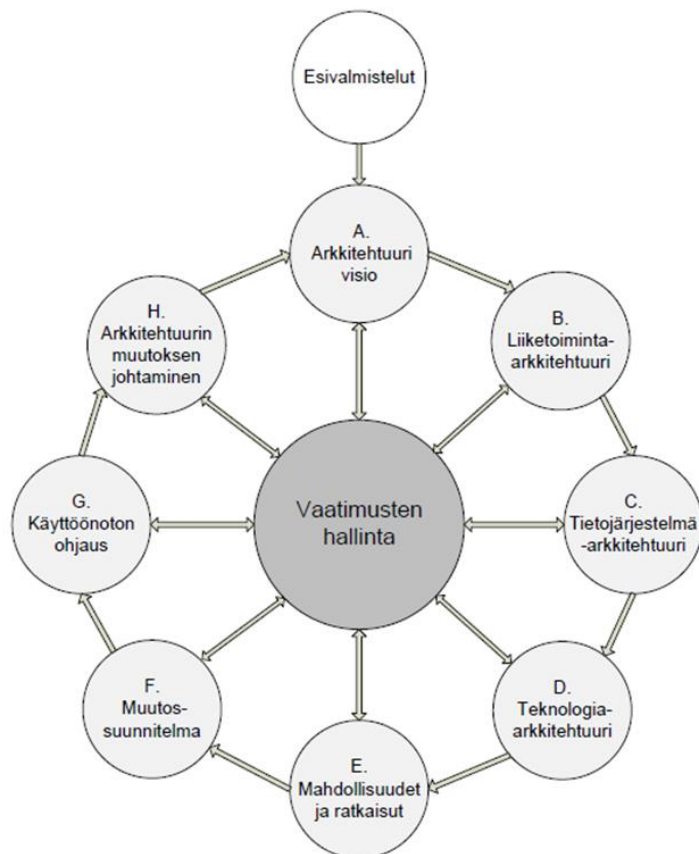 Esivalmistelut
A.
Arkkitehtuuri
visio
B.
Liiketoiminta-
arkkitehtuuri
C.
Tietojärjestelmä
-arkkitehtuuri
D.
Teknologia-
arkkitehtuuri
E.
Mahdollisuudet
ja ratkaisut
F.
Muutos-
suunnitelma
G.
Käyttöönoton
ohjaus
H.
Arkkitehtuurin
muutoksen
johtaminen
Vaatimusten
hallinta